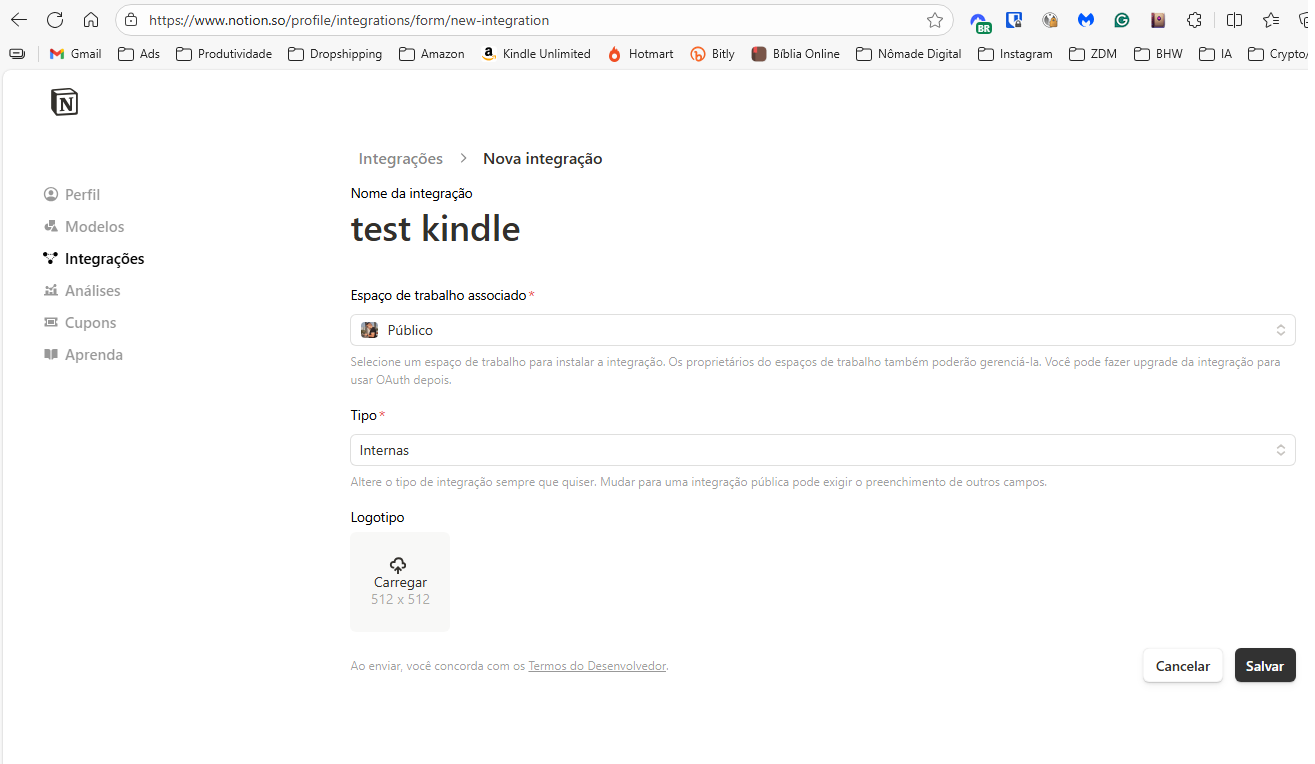 https://www.notion.so/profile/integrations/form/new-integration
BR
Gmail Ads Produtividade Dropshipping Amazon Kindle Unlimited Hotmart Bitly Bíblia Online Nômade Digital Instagram ZDM BHW IA Crypto/
N
Integrações > Nova integração
Perfil
Modelos
Integrações
Análises
Cupons
Aprenda
Nome da integração
test kindle
Espaço de trabalho associado*
Público
Selecione um espaço de trabalho para instalar a integração. Os proprietários do espaços de trabalho também poderão gerenciá-la. Você pode fazer upgrade da integração para
usar OAuth depois.
Tipo*
Internas
Altere o tipo de integração sempre que quiser. Mudar para uma integração pública pode exigir o preenchimento de outros campos.
Logotipo
Carregar
512 x 512
Ao enviar, você concorda com os Termos do Desenvolvedor.
Cancelar
Salvar